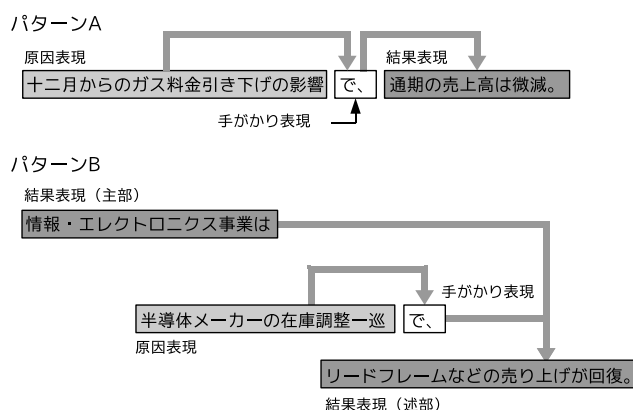 パターンA
原因表現
結果表現
十二月からのガス料金引き下げの影響 で、 通期の売上高は微減。
手がかり表現
パターンB
結果表現（主部）
情報・エレクトロニクス事業は
手がかり表現
半導体メーカーの在庫調整一巡 で、
原因表現
リードフレームなどの売り上げが回復。
結果表現（述部）